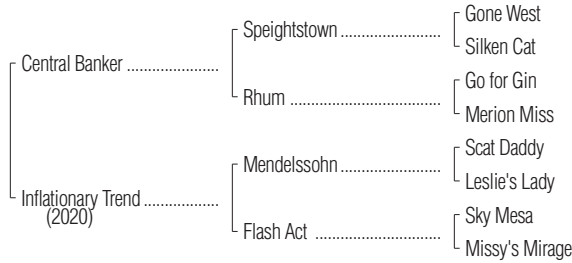 Gone West
Speightstown
Silken Cat
Central Banker
Go for Gin
Rhum
Merion Miss
Scat Daddy
Mendelssohn
Leslie's Lady
Inflationary Trend
(2020)
Sky Mesa
Flash Act
Missy's Mirage